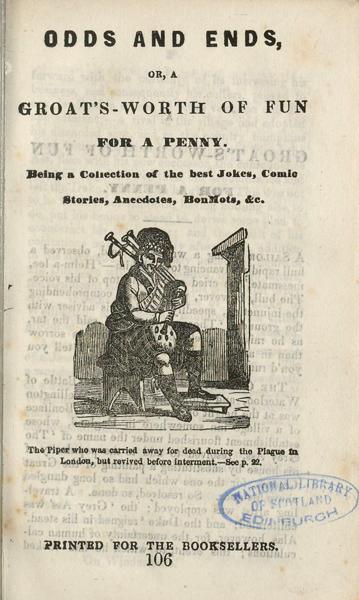 ODDS AND ENDS,
OR, A
GROAT'S-WORTH OF FUN
FOR A PENNY.
Being a Collection of the best Jokes, Comic
Stories, Anecdotes, BonMots, &c.
The Piper who was carried away for dead during the Plague in
London, but revived before interment.—See p. 22.
NATIONAL LIBRARY
OF SCOTLAND
EDINBURGH
PRINTED FOR THE BOOKSELLERS.
106